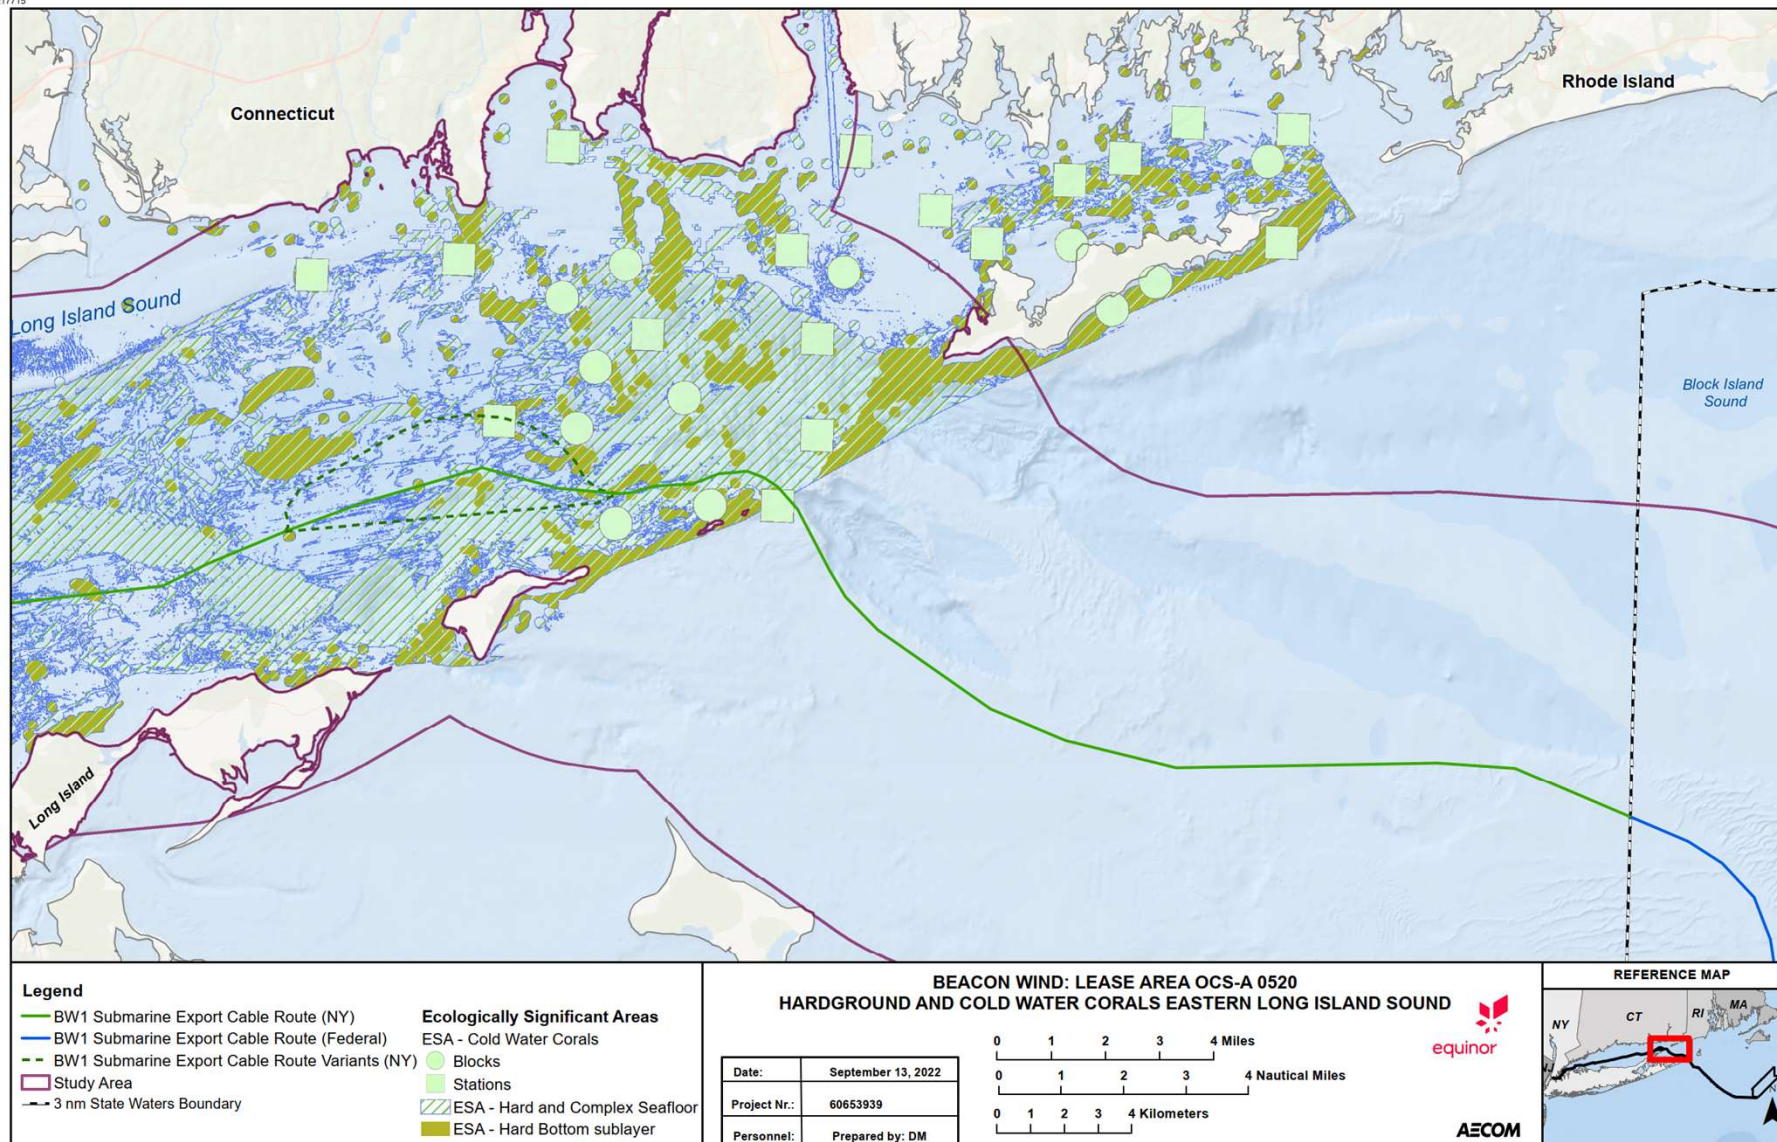 Connecticut
Rhode Island
Long Island Sound
Block Island
Sound
Long Island
Legend
BW1 Submarine Export Cable Route (NY)
BW1 Submarine Export Cable Route (Federal)
BW1 Submarine Export Cable Route Variants (NY)
Study Area
3 nm State Waters Boundary
Ecologically Significant Areas
ESA - Cold Water Corals
Blocks
Stations
ESA - Hard and Complex Seafloor
ESA - Hard Bottom sublayer
BEACON WIND: LEASE AREA OCS-A 0520
HARDGROUND AND COLD WATER CORALS EASTERN LONG ISLAND SOUND
Date: September 13, 2022
Project Nr.: 60653939
Personnel: Prepared by: DM
0 1 2 3 4 Miles
0 1 2 3 4 Nautical Miles
0 1 2 3 4 Kilometers
equinor
AECOM
REFERENCE MAP
NY
CT
RI
MA
NJ